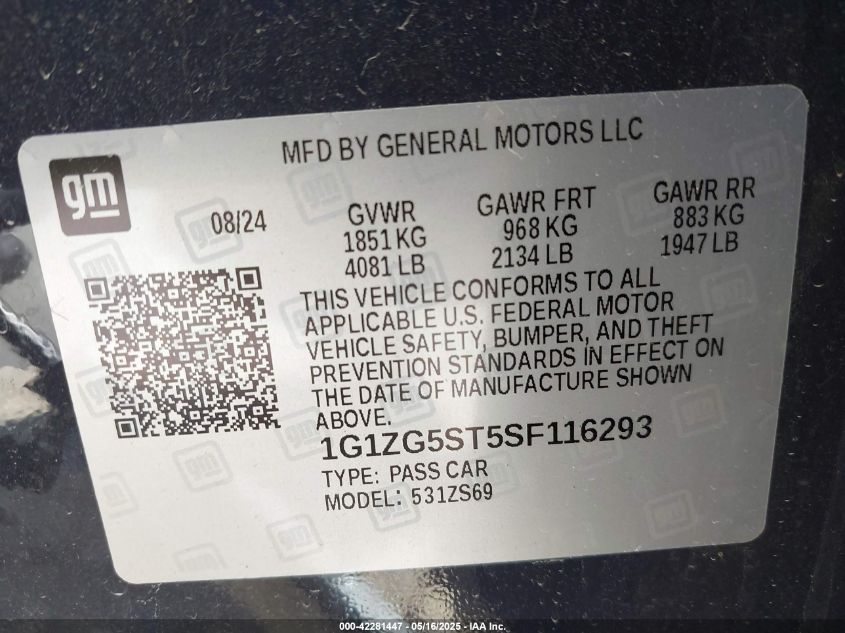 MFD BY GENERAL MOTORS LLC
gm
08/24
GVWR
1851 KG
4081 LB
GAWR FRT
968 KG
2134 LB
GAWR RR
883 KG
1947 LB
THIS VEHICLE CONFORMS TO ALL
APPLICABLE U.S. FEDERAL MOTOR
VEHICLE SAFETY, BUMPER, AND THEFT
PREVENTION STANDARDS IN EFFECT ON
THE DATE OF MANUFACTURE SHOWN
ABOVE.
1G1ZG5ST5SF116293
TYPE: PASS CAR
MODEL: 531ZS69
000-42281447 - 05/16/2025 - IAA Inc.